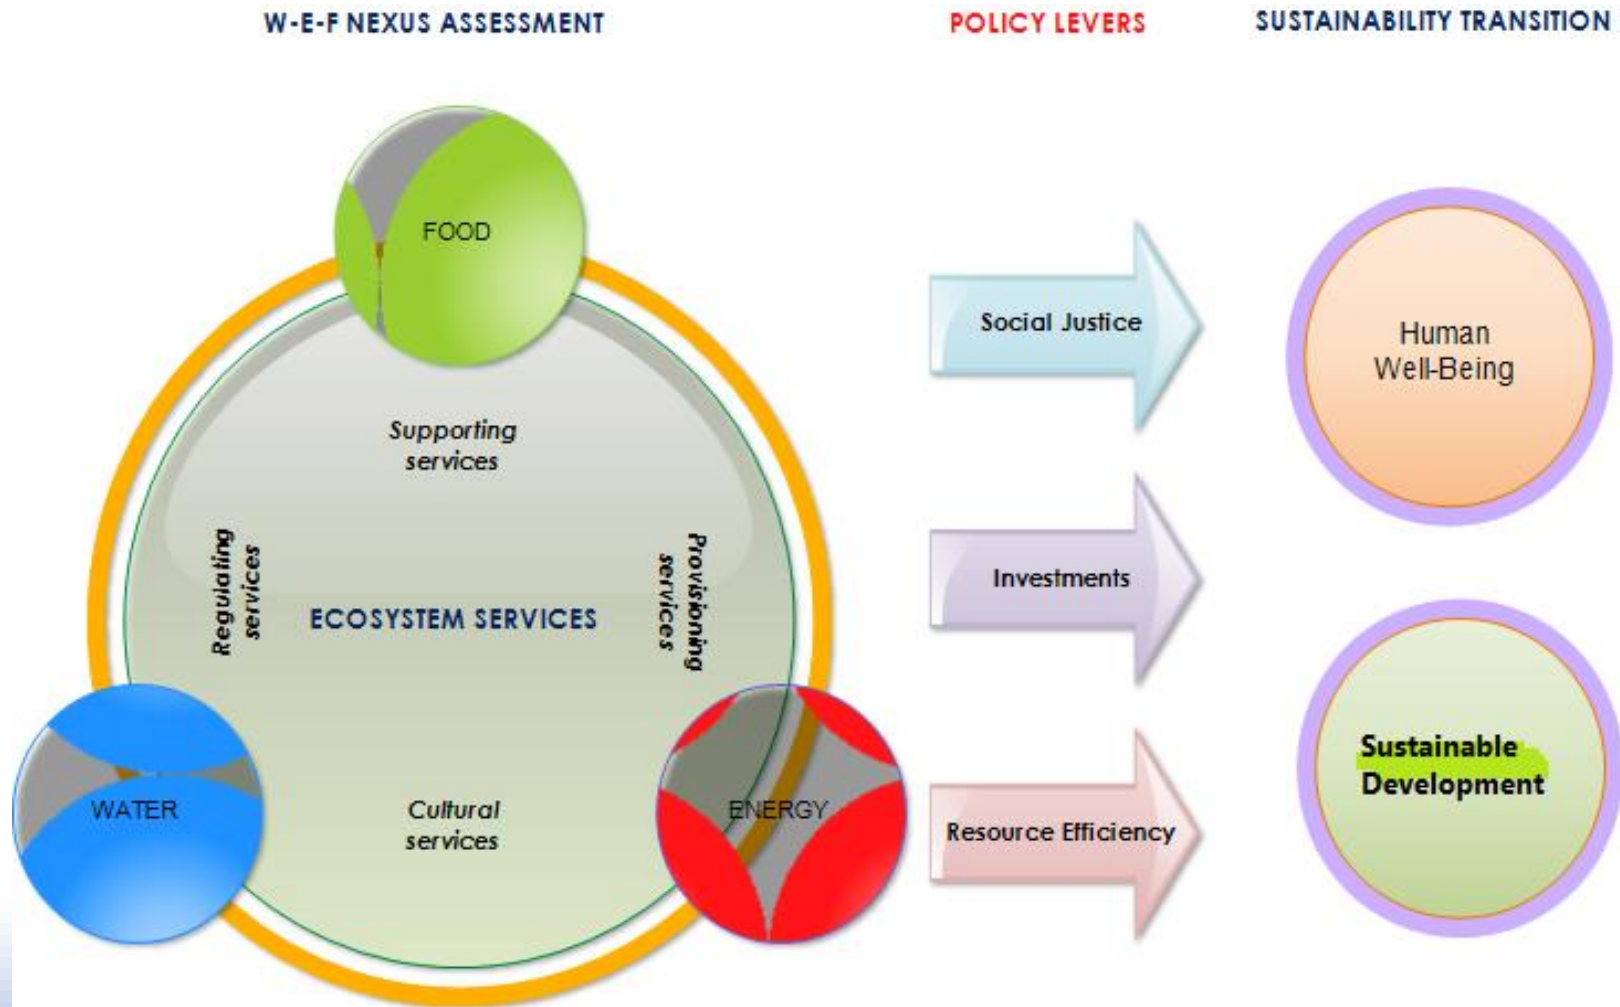 W-E-F NEXUS ASSESSMENT
POLICY LEVERS
SUSTAINABILITY TRANSITION
FOOD
Supporting
services
Regulating
services
Provisioning
services
ECOSYSTEM SERVICES
WATER
Cultural
services
ENERGY
Social Justice
Investments
Resource Efficiency
Human
Well-Being
Sustainable
Development